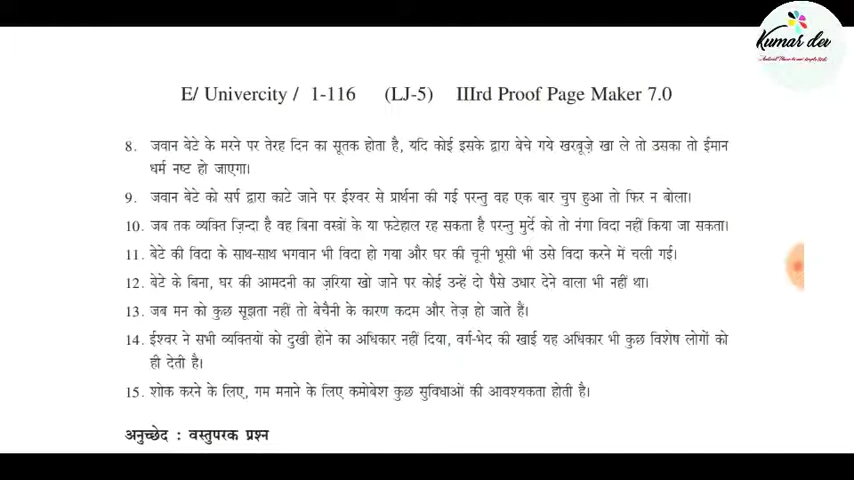 Kumar dev
E/ Univercity / 1-116 (LJ-5) IIIrd Proof Page Maker 7.0
8. जवान बेटे के मरने पर तेरह दिन का सूतक होता है, यदि कोई इसके द्वारा बेचे गये खरबूज़े खा ले तो उसका तो ईमान
धर्म नष्ट हो जाएगा।
9. जवान बेटे को सर्प द्वारा काटे जाने पर ईश्वर से प्रार्थना की गई परन्तु वह एक बार चुप हुआ तो फिर न बोला।
10. जब तक व्यक्ति ज़िन्दा है वह बिना वस्त्रों के या फटेहाल रह सकता है परन्तु मुर्दे को तो नंगा विदा नहीं किया जा सकता।
11. बेटे की विदा के साथ-साथ भगवान भी विदा हो गया और घर की चूनी भूसी भी उसे विदा करने में चली गई।
12. बेटे के बिना, घर की आमदनी का ज़रिया खो जाने पर कोई उन्हें दो पैसे उधार देने वाला भी नहीं था।
13. जब मन को कुछ सूझता नहीं तो बेचैनी के कारण कदम और तेज़ हो जाते हैं।
14. ईश्वर ने सभी व्यक्तियों को दुखी होने का अधिकार नहीं दिया, वर्ग-भेद की खाई यह अधिकार भी कुछ विशेष लोगों को
ही देती है।
15. शोक करने के लिए, गम मनाने के लिए कमोबेश कुछ सुविधाओं की आवश्यकता होती है।
अनुच्छेद : वस्तुपरक प्रश्न